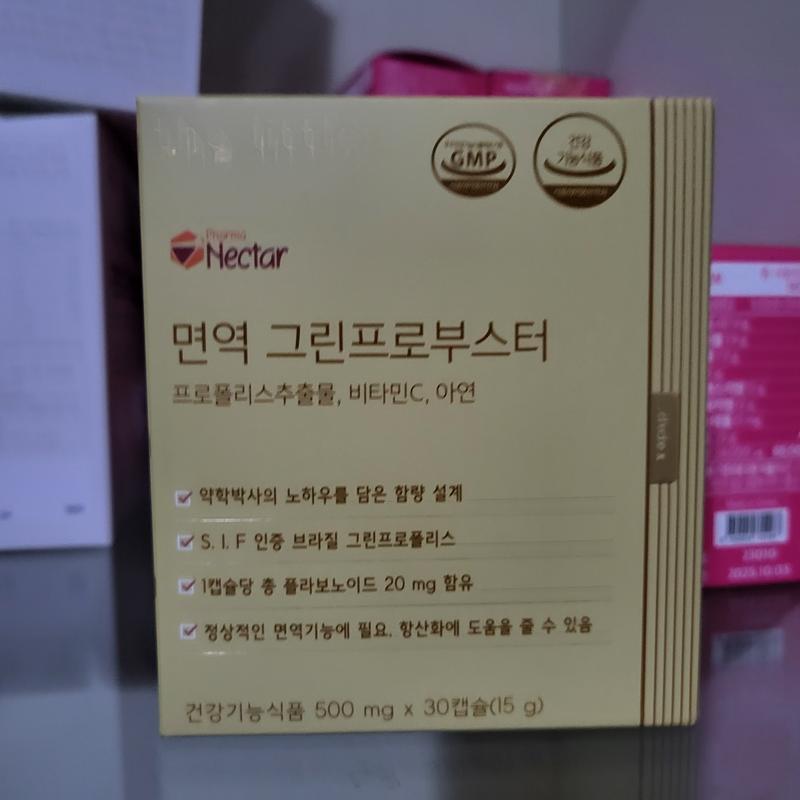 GMP
건강
기능식품
Pharma
Nectar
면역 그린프로부스터
프로폴리스추출물, 비타민C, 아연
약학박사의 노하우를 담은 함량 설계
S. I. F 인증 브라질 그린프로폴리스
1캡슐당 총 플라보노이드 20 mg 함유
정상적인 면역기능에 필요, 항산화에 도움을 줄 수 있음
건강기능식품 500 mg x 30캡슐(15 g)
2025.10.03